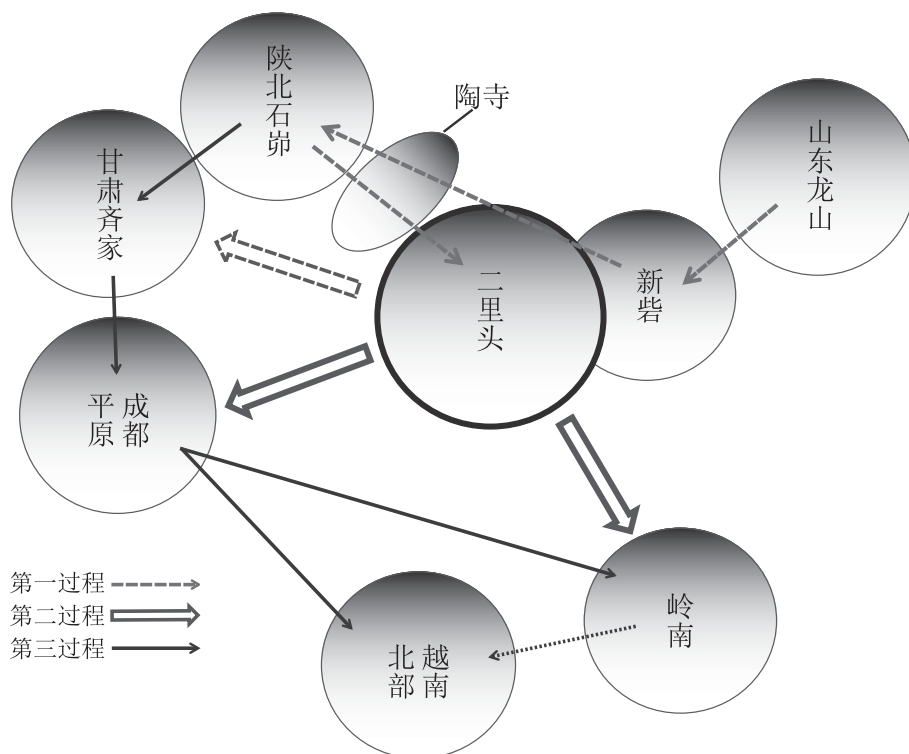 陕北石峁
陶寺
山东龙山
甘肃斉家
二里头
新砦
成都
平原
岭南
越南
北部
第一过程
第二过程
第三过程